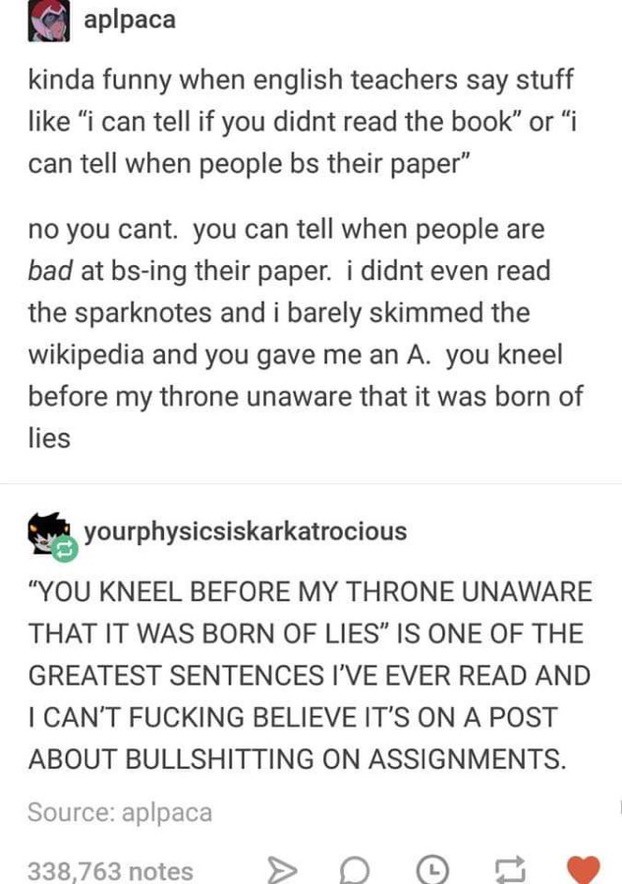 aplpaca
kinda funny when english teachers say stuff
like “i can tell if you didnt read the book” or “i
can tell when people bs their paper”
no you cant.  you can tell when people are
bad at bs-ing their paper.  i didnt even read
the sparknotes and i barely skimmed the
wikipedia and you gave me an A.  you kneel
before my throne unaware that it was born of
lies
yourphysicsiskarkatrocious
“YOU KNEEL BEFORE MY THRONE UNAWARE
THAT IT WAS BORN OF LIES” IS ONE OF THE
GREATEST SENTENCES I’VE EVER READ AND
I CAN’T FUCKING BELIEVE IT’S ON A POST
ABOUT BULLSHITTING ON ASSIGNMENTS.
Source: aplpaca
338,763 notes